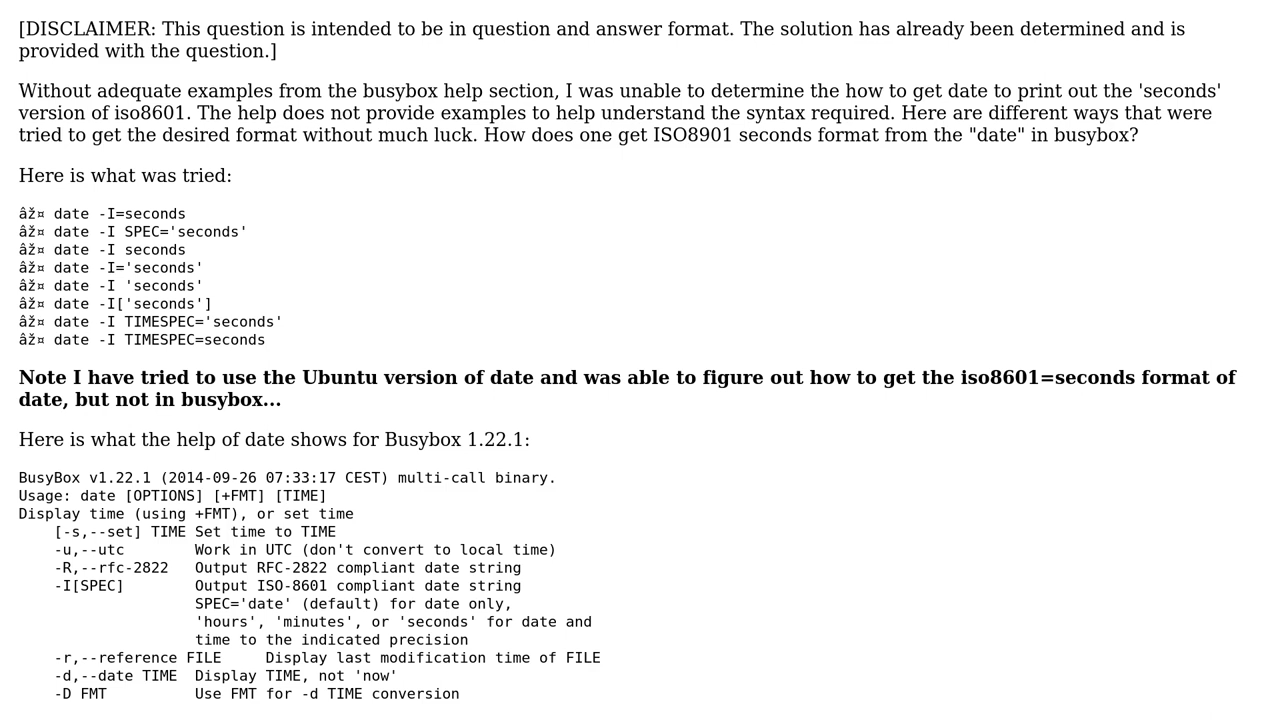 [DISCLAIMER: This question is intended to be in question and answer format. The solution has already been determined and is
provided with the question.]
Without adequate examples from the busybox help section, I was unable to determine the how to get date to print out the 'seconds'
version of iso8601. The help does not provide examples to help understand the syntax required. Here are different ways that were
tried to get the desired format without much luck. How does one get ISO8901 seconds format from the "date" in busybox?
Here is what was tried:
âž¤ date -I=seconds
âž¤ date -I SPEC='seconds'
âž¤ date -I seconds
âž¤ date -I='seconds'
âž¤ date -I 'seconds'
âž¤ date -I['seconds']
âž¤ date -I TIMESPEC='seconds'
âž¤ date -I TIMESPEC=seconds
Note I have tried to use the Ubuntu version of date and was able to figure out how to get the iso8601=seconds format of
date, but not in busybox...
Here is what the help of date shows for Busybox 1.22.1:
BusyBox v1.22.1 (2014-09-26 07:33:17 CEST) multi-call binary.
Usage: date [OPTIONS] [+FMT] [TIME]
Display time (using +FMT), or set time
    [-s,--set] TIME Set time to TIME
    -u,--utc        Work in UTC (don't convert to local time)
    -R,--rfc-2822   Output RFC-2822 compliant date string
    -I[SPEC]        Output ISO-8601 compliant date string
                    SPEC='date' (default) for date only,
                    'hours', 'minutes', or 'seconds' for date and
                    time to the indicated precision
    -r,--reference FILE     Display last modification time of FILE
    -d,--date TIME  Display TIME, not 'now'
    -D FMT          Use FMT for -d TIME conversion